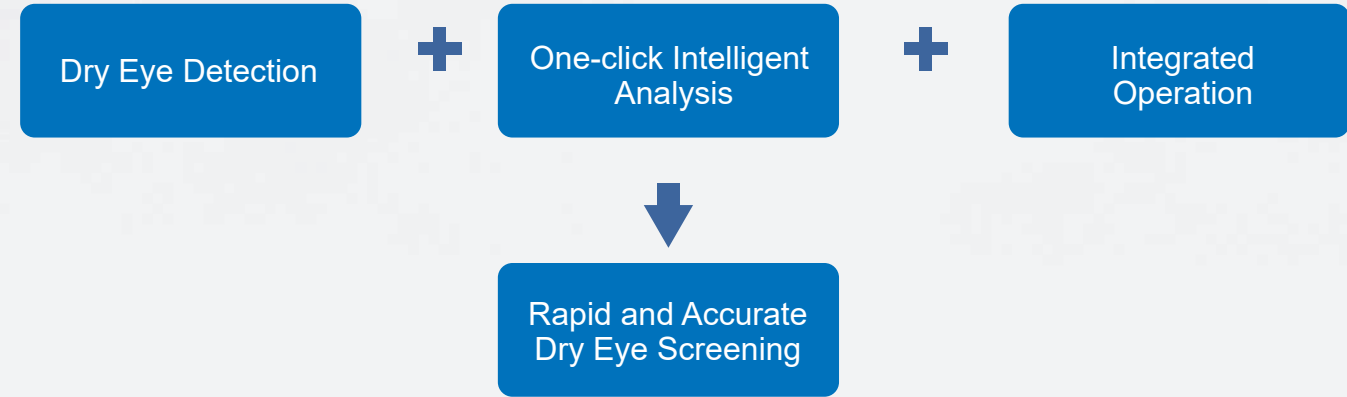 Dry Eye Detection
One-click Intelligent
Analysis
Integrated
Operation
Rapid and Accurate
Dry Eye Screening